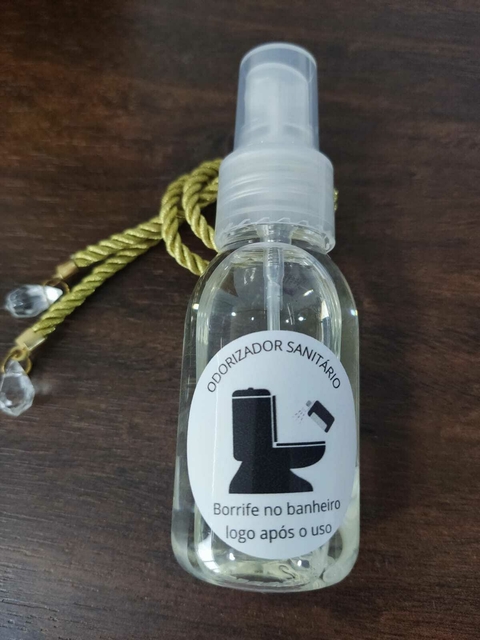 ODORIZADOR SANITÁRIO
Borrife no banheiro
logo após o uso